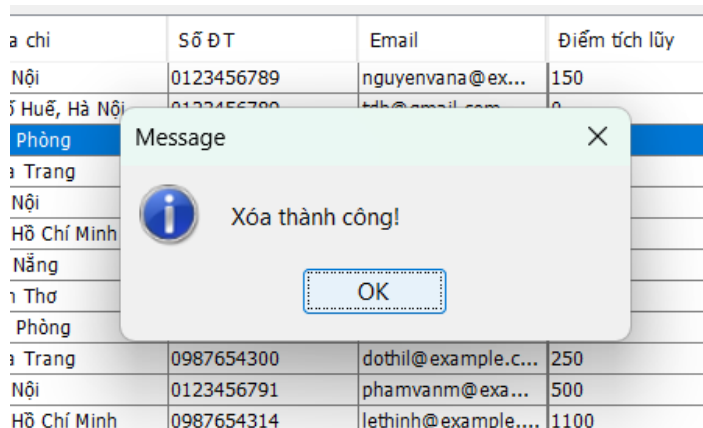 a chi Số ĐT Email Điểm tích lũy
Nội 0123456789 nguyenvana@ex... 150
Huế, Hà Nội
Message
Phòng
Trang
Nội
Xóa thành công!
Hồ Chí Minh
Nẵng
OK
Thơ
Phòng
Trang 0987654300 dothil@example.c... 250
Nội 0123456791 phamvanm@exa... 500
Hồ Chí Minh 0987654314 lethinh@example.... 1100